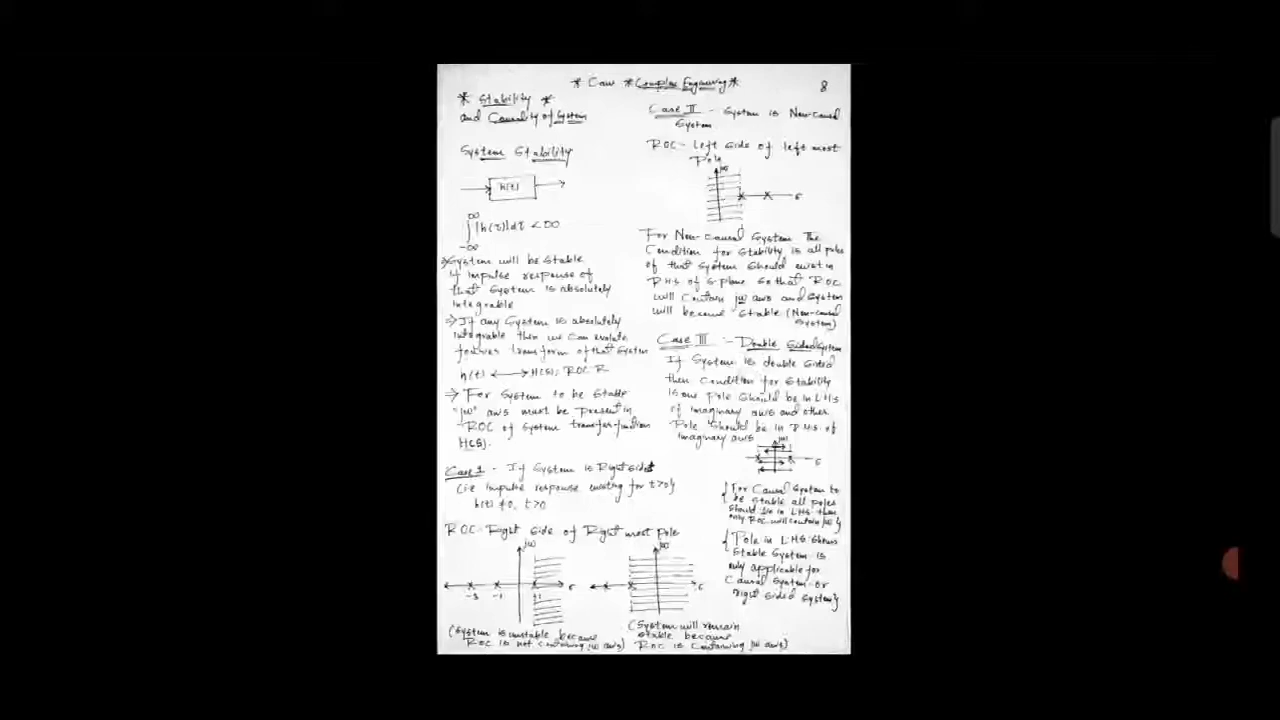 * Caw * Complex Engineering * 8
* Stability *
and Causality of System
System Stability
h(t)
∞
∫ |h(τ)| dτ < ∞
-∞
⇒ System will be Stable
if impulse response of
that System is absolutely
integrable
⇒ If any System is absolutely
integrable then we can
transform of that System
h(t) ⟷ H(s); ROC R
⇒ For System to be Stable
"jω" axis must be Present in
ROC of System transfer function
H(s).
Case 1 - If System is Right sided
(i.e impulse response existing for t>0)
h(t) ≠ 0, t>0
ROC - Right Side of Right most pole
jω
σ
-3 -1 +1
(System is unstable because
ROC is not containing jω axis)
jω
σ
(System will remain
Stable because
ROC is Containing jω axis)
Case II - System is Non-Causal
System
ROC - Left Side of left most
Pole
jω
σ
For Non-Causal System The
Condition for Stability is all poles
of that System Should exist in
R.H.S of S-plane so that ROC
will Contain jω axis and System
will become Stable (Non-causal
System)
Case III :- Double Sided System
If System is double Sided
then Condition for Stability
is one Pole Should be in L.H.S
of imaginary axis and other
Pole Should be in R.H.S of
imaginary axis
jω
σ
{For Causal System to
be Stable all poles
Should lie in L.H.S then
only ROC will contain jω}
{Pole in L.H.S Shows
Stable System is
only applicable for
Causal System or
right sided System}